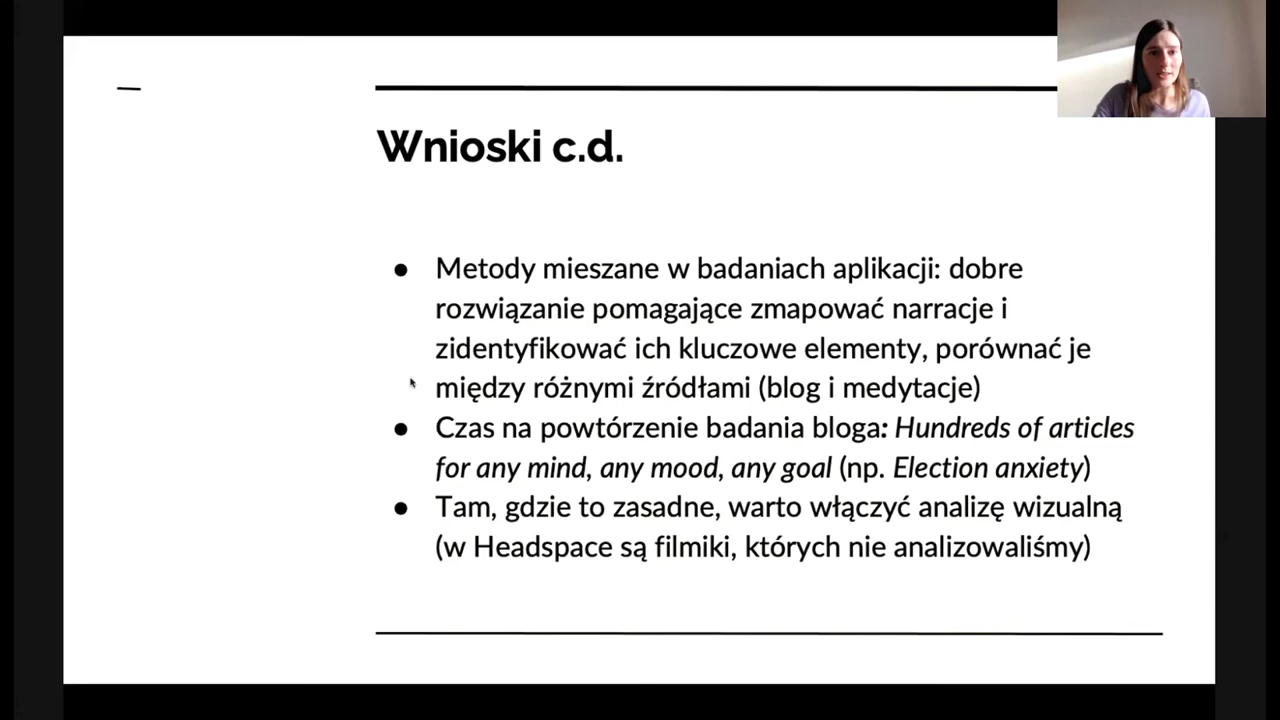 Wnioski c.d.
● Metody mieszane w badaniach aplikacji: dobre
rozwiązanie pomagające zmapować narracje i
zidentyfikować ich kluczowe elementy, porównać je
między różnymi źródłami (blog i medytacje)
● Czas na powtórzenie badania bloga: Hundreds of articles
for any mind, any mood, any goal (np. Election anxiety)
● Tam, gdzie to zasadne, warto włączyć analizę wizualną
(w Headspace są filmiki, których nie analizowaliśmy)